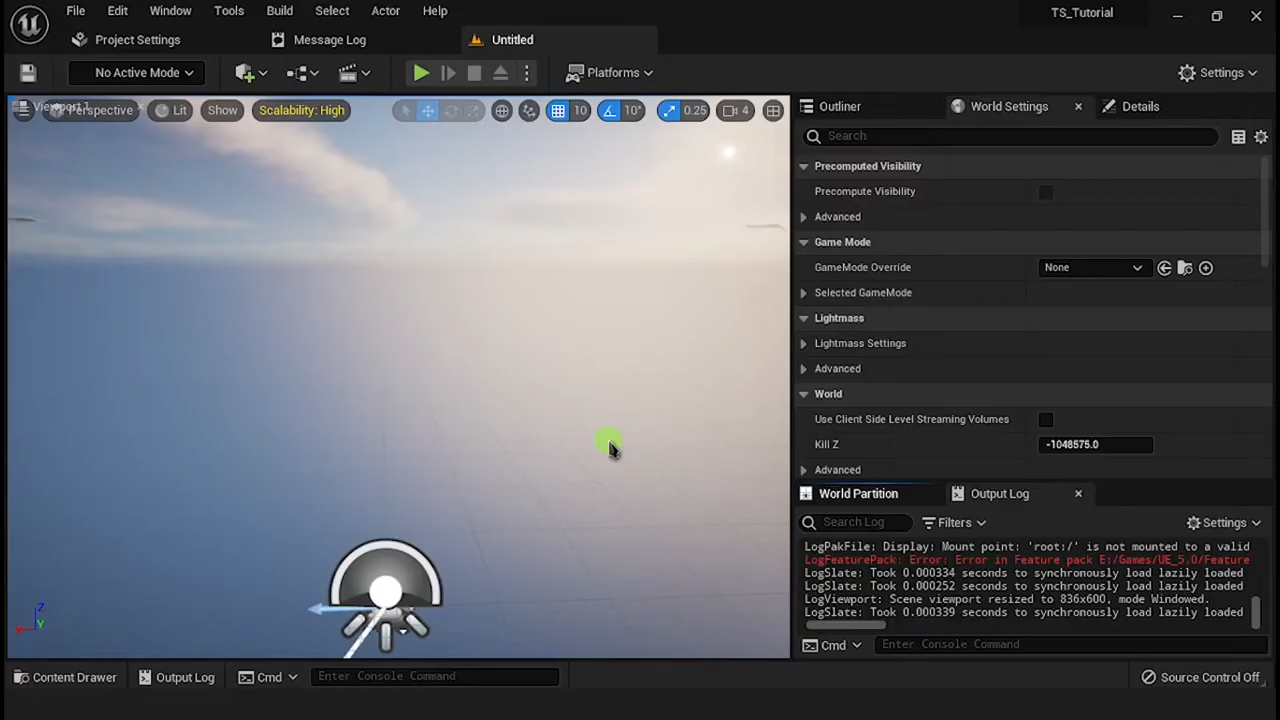 File Edit Window Tools Build Select Actor Help
TS_Tutorial
Project Settings
Message Log
Untitled
No Active Mode
Platforms
Settings
Viewport 1
Perspective
Lit
Show
Scalability: High
10
10°
0.25
4
Outliner
World Settings
Details
Search
Precomputed Visibility
Precompute Visibility
Advanced
Game Mode
GameMode Override
None
Selected GameMode
Lightmass
Lightmass Settings
Advanced
World
Use Client Side Level Streaming Volumes
Kill Z
-1048575.0
Advanced
World Partition
Output Log
Search Log
Filters
Settings
LogPakFile: Display: Mount point: 'root:/' is not mounted to a valid
LogFeaturePack: Error: Error in Feature pack E:/Games/UE_5.0/Feature
LogSlate: Took 0.000334 seconds to synchronously load lazily loaded
LogSlate: Took 0.000252 seconds to synchronously load lazily loaded
LogViewport: Scene viewport resized to 836x600, mode Windowed.
LogSlate: Took 0.000339 seconds to synchronously load lazily loaded
Cmd
Enter Console Command
Z
X
Y
Content Drawer
Output Log
Cmd
Enter Console Command
Source Control Off